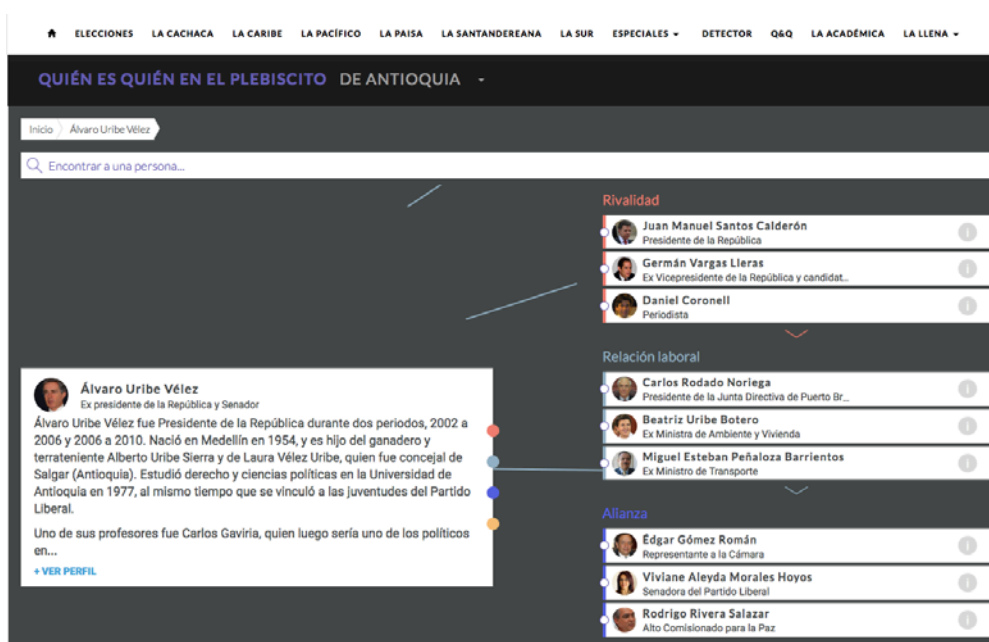 ELECCIONES LA CACHACA LA CARIBE LA PACÍFICO LA PAISA LA SANTANDEREANA LA SUR ESPECIALES DETECTOR Q&Q LA ACADÉMICA LA LLENA
QUIÉN ES QUIÉN EN EL PLEBISCITO DE ANTIOQUIA
Inicio Álvaro Uribe Vélez
Encontrar a una persona...
Álvaro Uribe Vélez
Ex presidente de la República y Senador
Álvaro Uribe Vélez fue Presidente de la República durante dos periodos, 2002 a
2006 y 2006 a 2010. Nació en Medellín en 1954, y es hijo del ganadero y
terrateniente Alberto Uribe Sierra y de Laura Vélez Uribe, quien fue concejal de
Salgar (Antioquia). Estudió derecho y ciencias políticas en la Universidad de
Antioquia en 1977, al mismo tiempo que se vinculó a las juventudes del Partido
Liberal.
Uno de sus profesores fue Carlos Gaviria, quien luego sería uno de los políticos
en...
+ VER PERFIL
Rivalidad
Juan Manuel Santos Calderón
Presidente de la República
Germán Vargas Lleras
Ex Vicepresidente de la República y candidat...
Daniel Coronell
Periodista
Relación laboral
Carlos Rodado Noriega
Presidente de la Junta Directiva de Puerto Br...
Beatriz Uribe Botero
Ex Ministra de Ambiente y Vivienda
Miguel Esteban Peñaloza Barrientos
Ex Ministro de Transporte
Alianza
Édgar Gómez Román
Representante a la Cámara
Viviane Aleyda Morales Hoyos
Senadora del Partido Liberal
Rodrigo Rivera Salazar
Alto Comisionado para la Paz